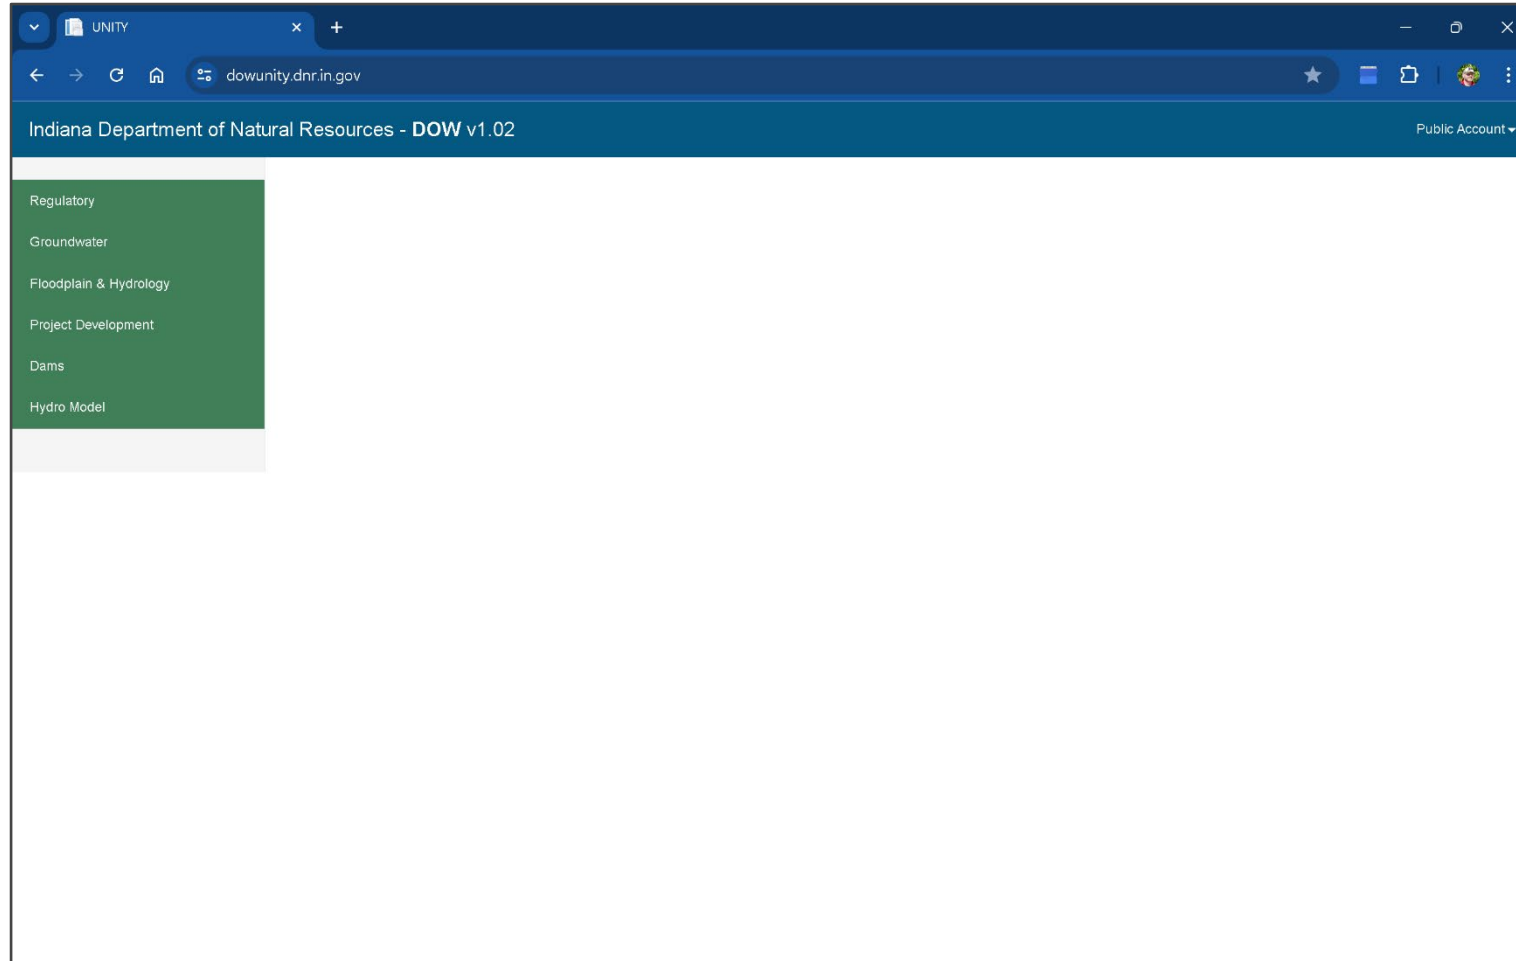 UNITY
dowunity.dnr.in.gov
Indiana Department of Natural Resources - DOW v1.02
Public Account
Regulatory
Groundwater
Floodplain & Hydrology
Project Development
Dams
Hydro Model